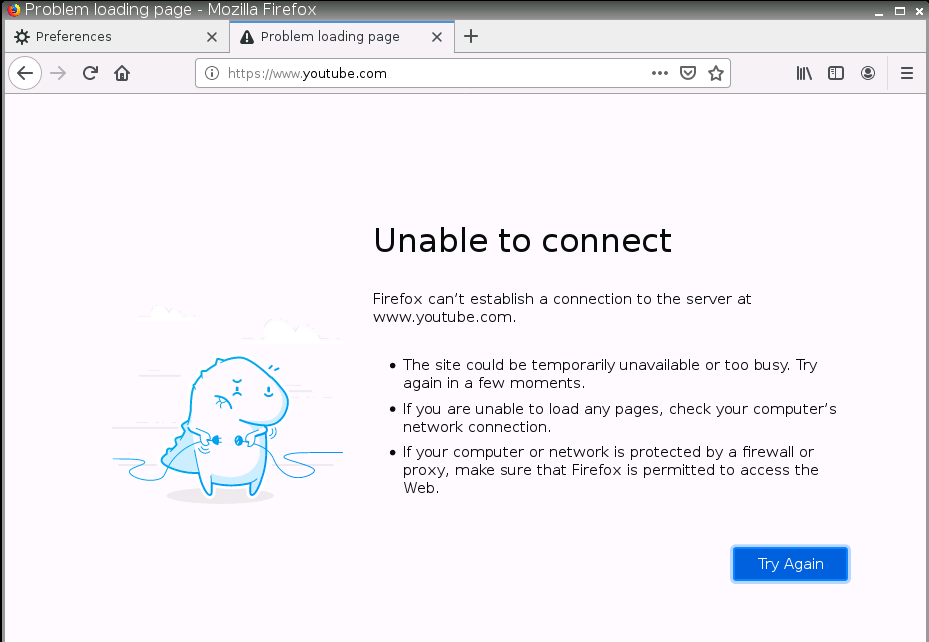 Problem loading page - Mozilla Firefox
Preferences
Problem loading page
https://www.youtube.com
Unable to connect
Firefox can’t establish a connection to the server at
www.youtube.com.
The site could be temporarily unavailable or too busy. Try
again in a few moments.
If you are unable to load any pages, check your computer’s
network connection.
If your computer or network is protected by a firewall or
proxy, make sure that Firefox is permitted to access the
Web.
Try Again